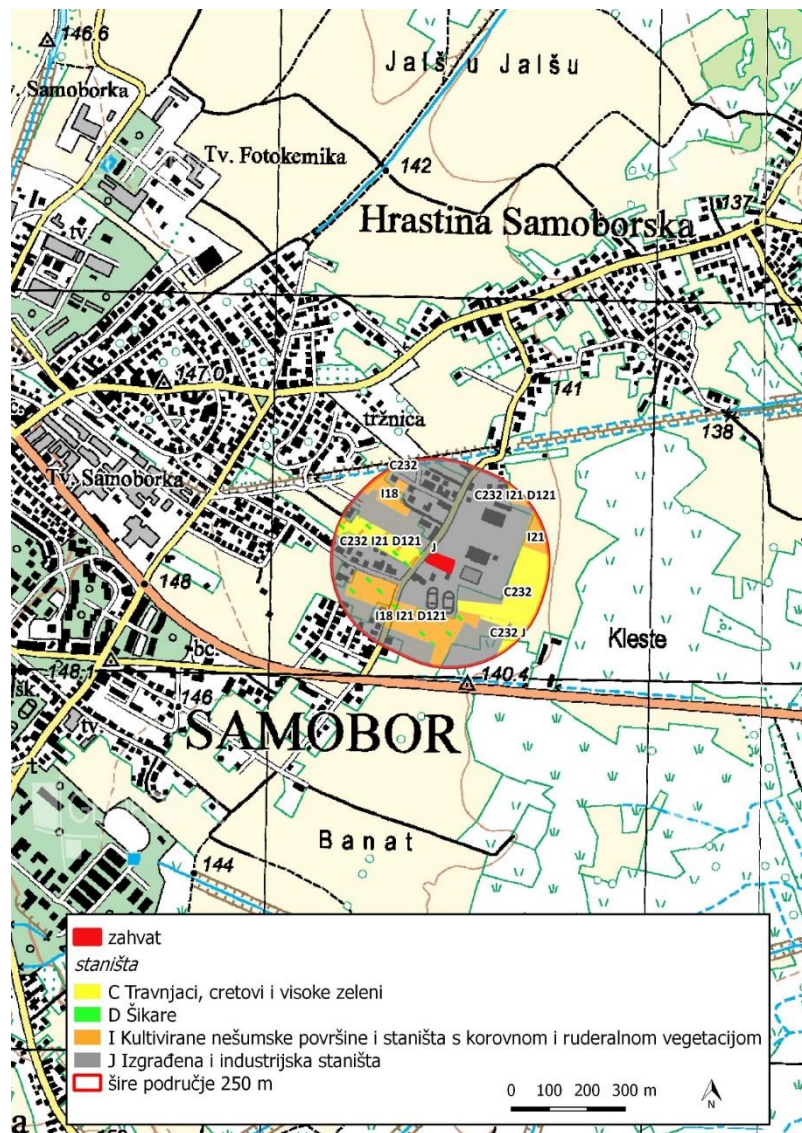 146.6
Jalš u Jalšu
v. Samoborka
Tv. Fotokemika
142
Hrastina Samoborska
137
tv
147.0
141
tržnica
138
c.
Tv. Samoborka
C232
I18
C232 I21 D121
I21
C232 I21 D121
J
C232
148
I18 I21 D121
C232 J
Kleste
bc.
148.1
140.4
šk.
146
tv.
SAMOBOR
t
Banat
144
zahvat
staništa
C Travnjaci, cretovi i visoke zeleni
D Šikare
I Kultivirane nešumske površine i staništa s korovnom i ruderalnom vegetacijom
J Izgrađena i industrijska staništa
šire područje 250 m
0 100 200 300 m
N
a